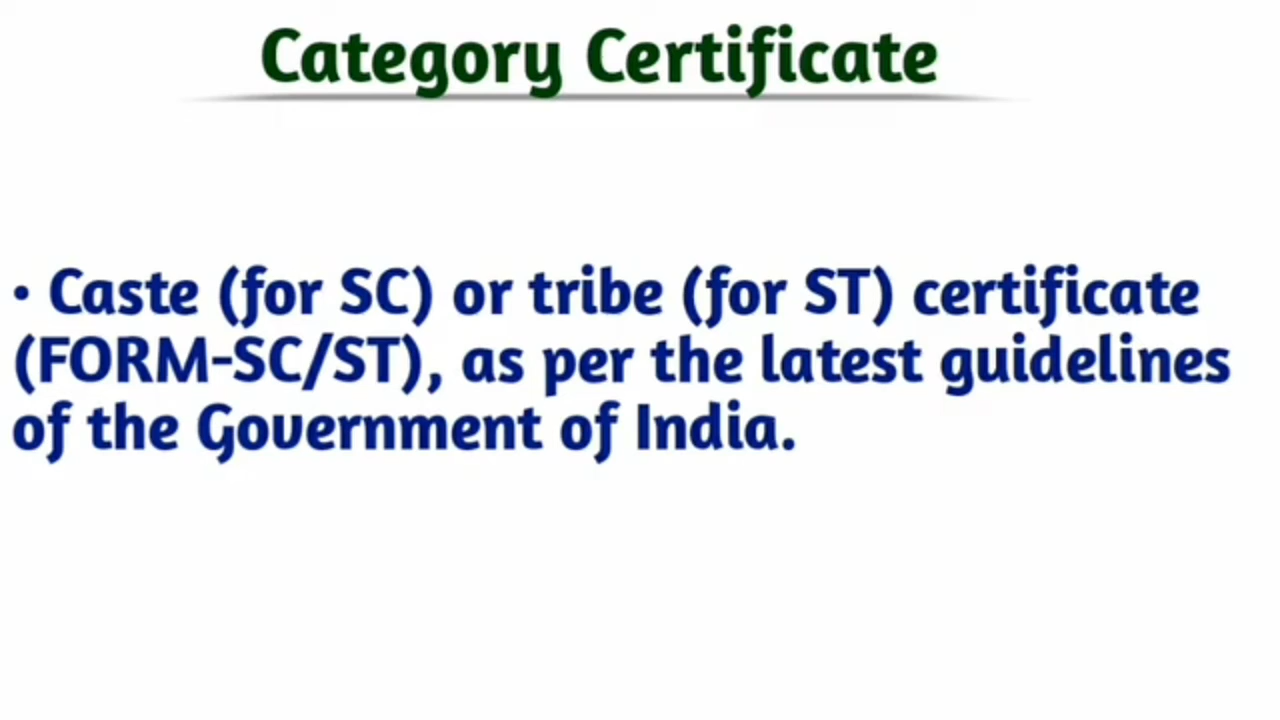 Category Certificate
• Caste (for SC) or tribe (for ST) certificate
(FORM-SC/ST), as per the latest guidelines
of the Government of India.